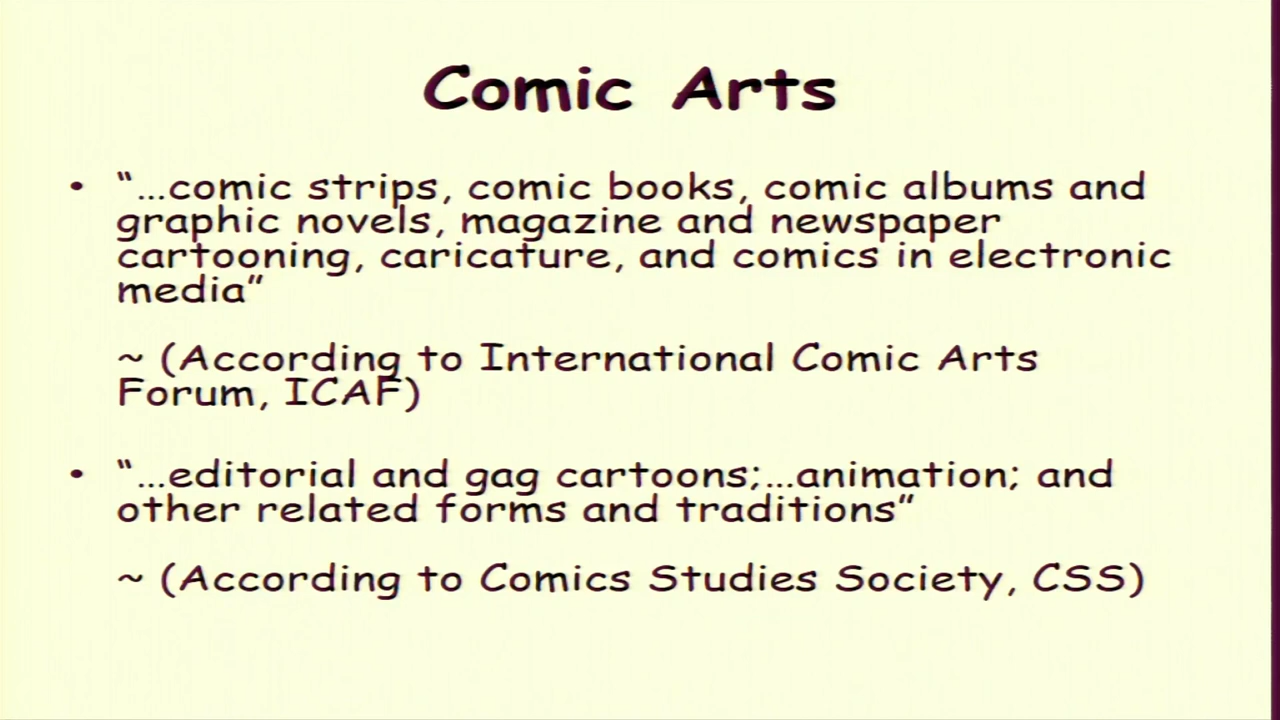 Comic Arts
• “...comic strips, comic books, comic albums and
graphic novels, magazine and newspaper
cartooning, caricature, and comics in electronic
media”
~ (According to International Comic Arts
Forum, ICAF)
• “...editorial and gag cartoons;...animation; and
other related forms and traditions”
~ (According to Comics Studies Society, CSS)